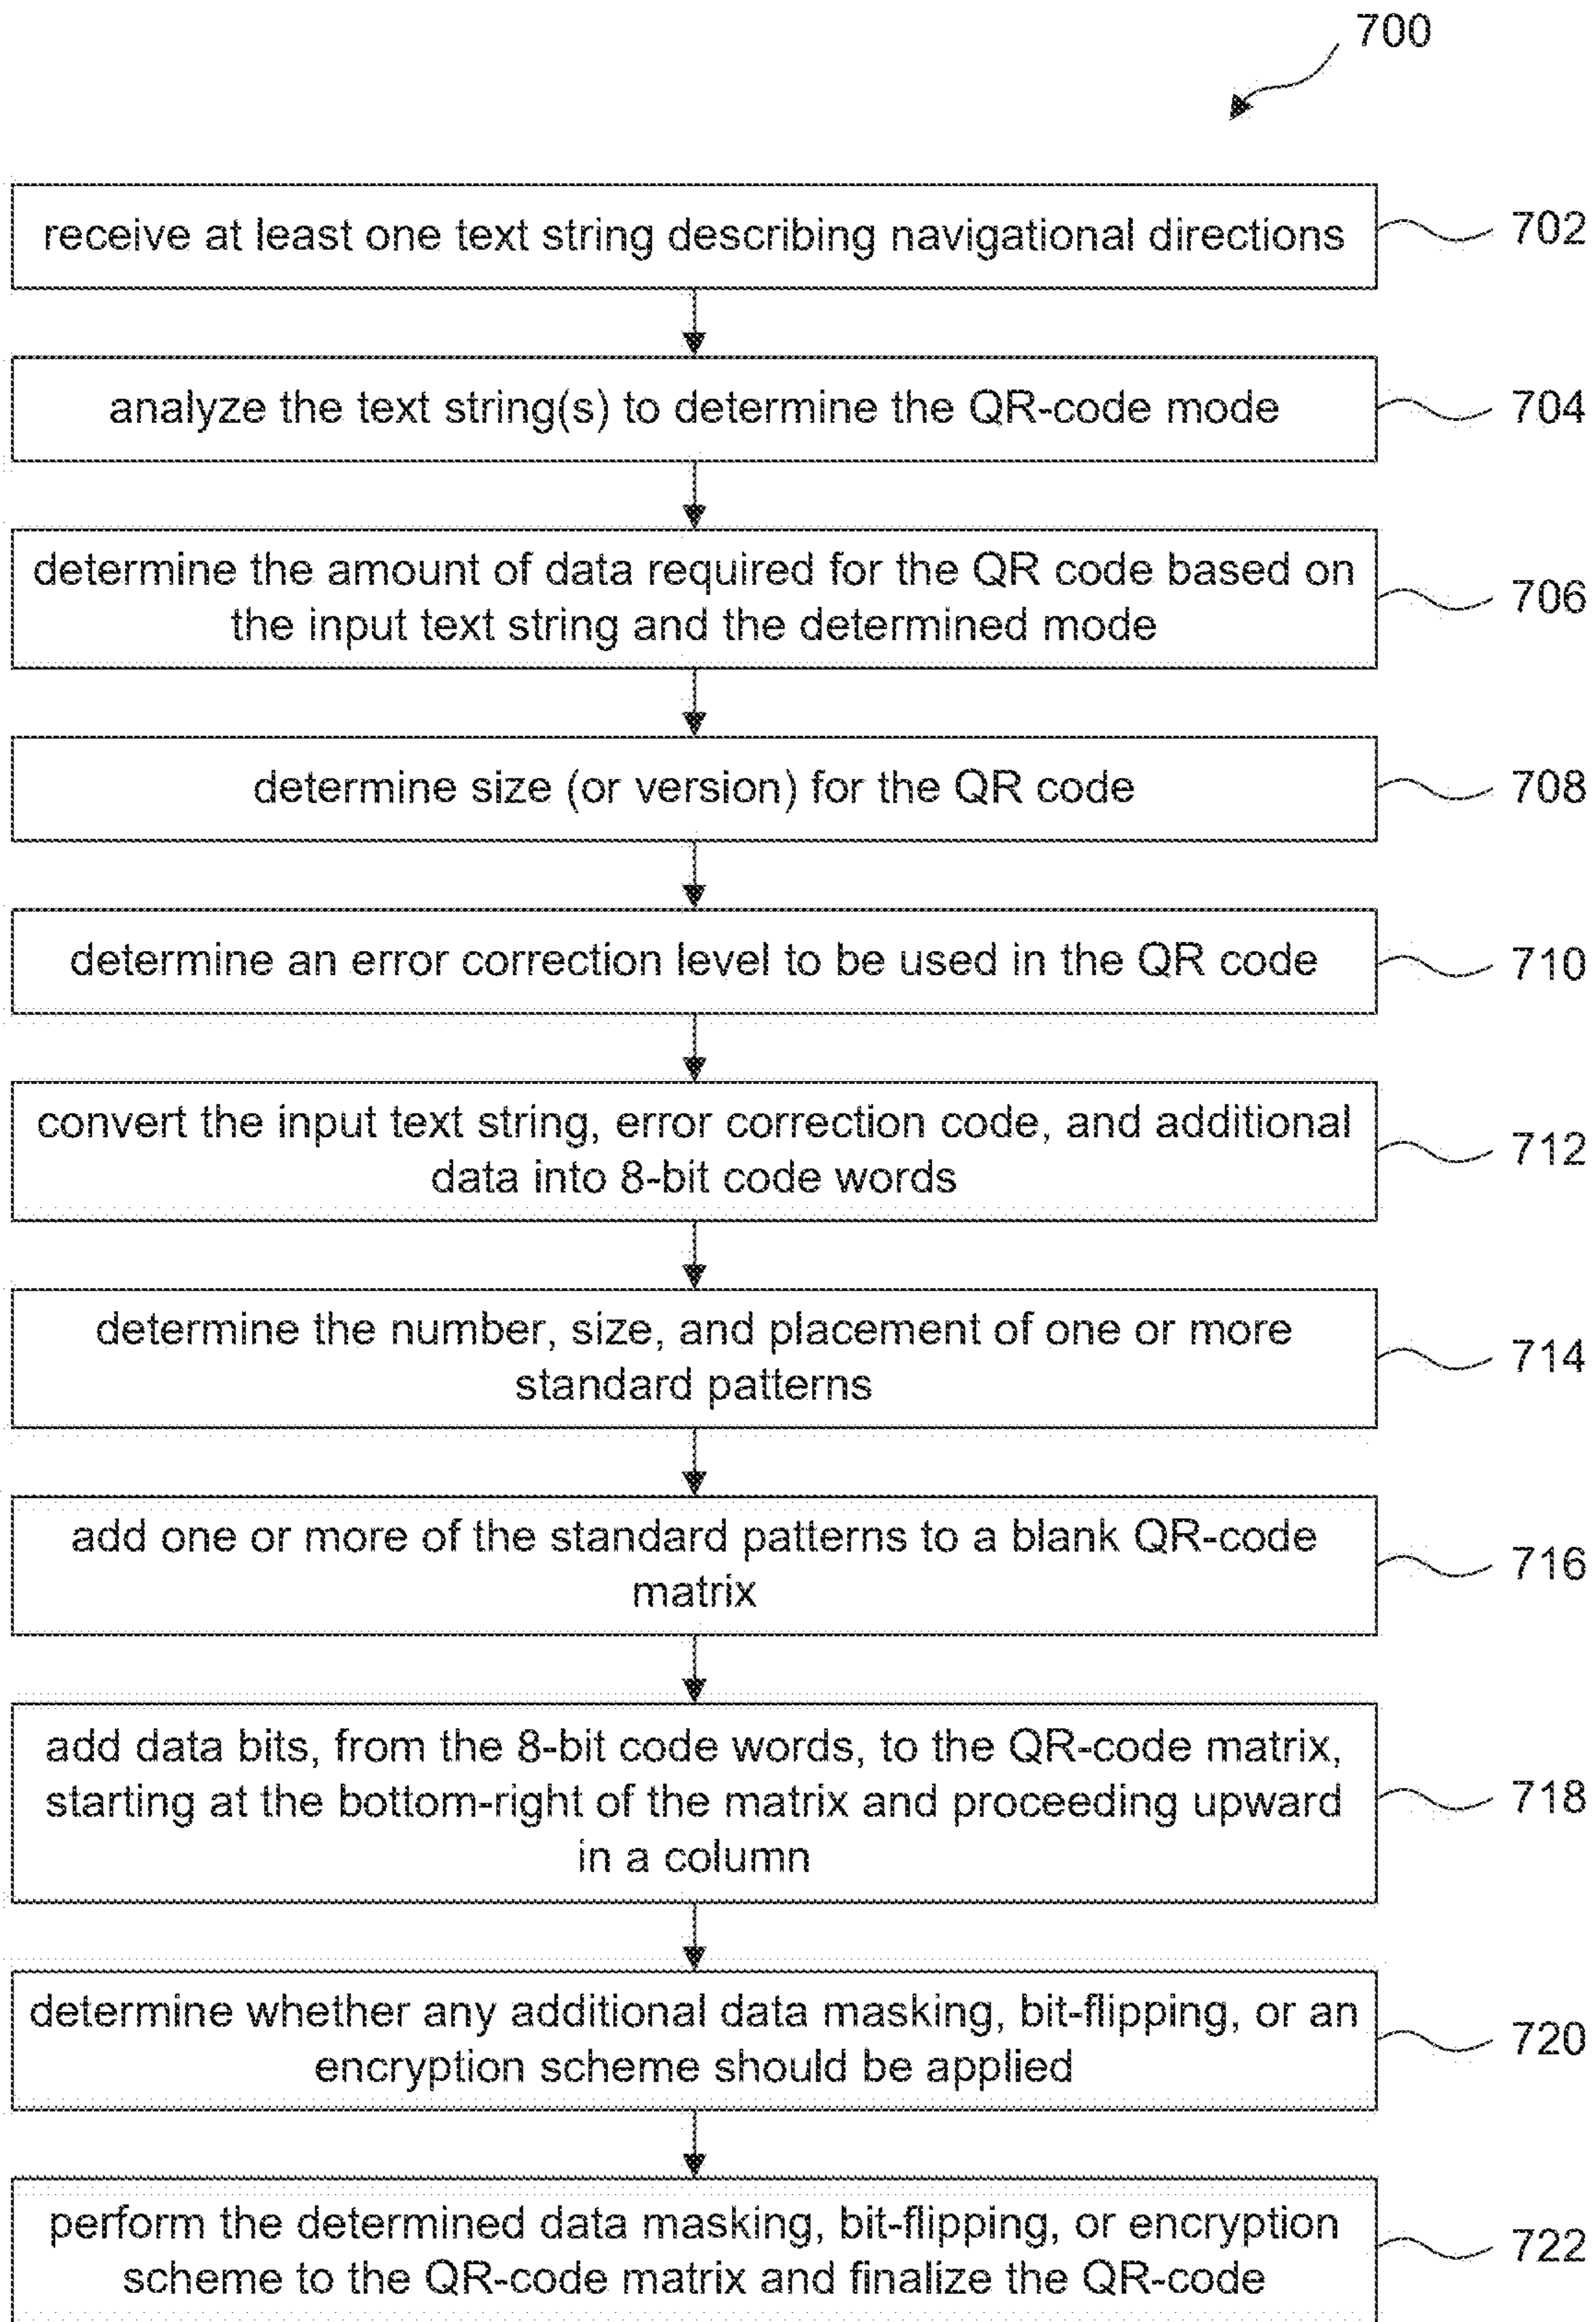 700
receive at least one text string describing navigational directions
702
analyze the text string(s) to determine the QR-code mode
704
determine the amount of data required for the QR code based on
the input text string and the determined mode
706
determine size (or version) for the QR code
708
determine an error correction level to be used in the QR code
710
convert the input text string, error correction code, and additional
data into 8-bit code words
712
determine the number, size, and placement of one or more
standard patterns
714
add one or more of the standard patterns to a blank QR-code
matrix
716
add data bits, from the 8-bit code words, to the QR-code matrix,
starting at the bottom-right of the matrix and proceeding upward
in a column
718
determine whether any additional data masking, bit-flipping, or an
encryption scheme should be applied
720
perform the determined data masking, bit-flipping, or encryption
scheme to the QR-code matrix and finalize the QR-code
722